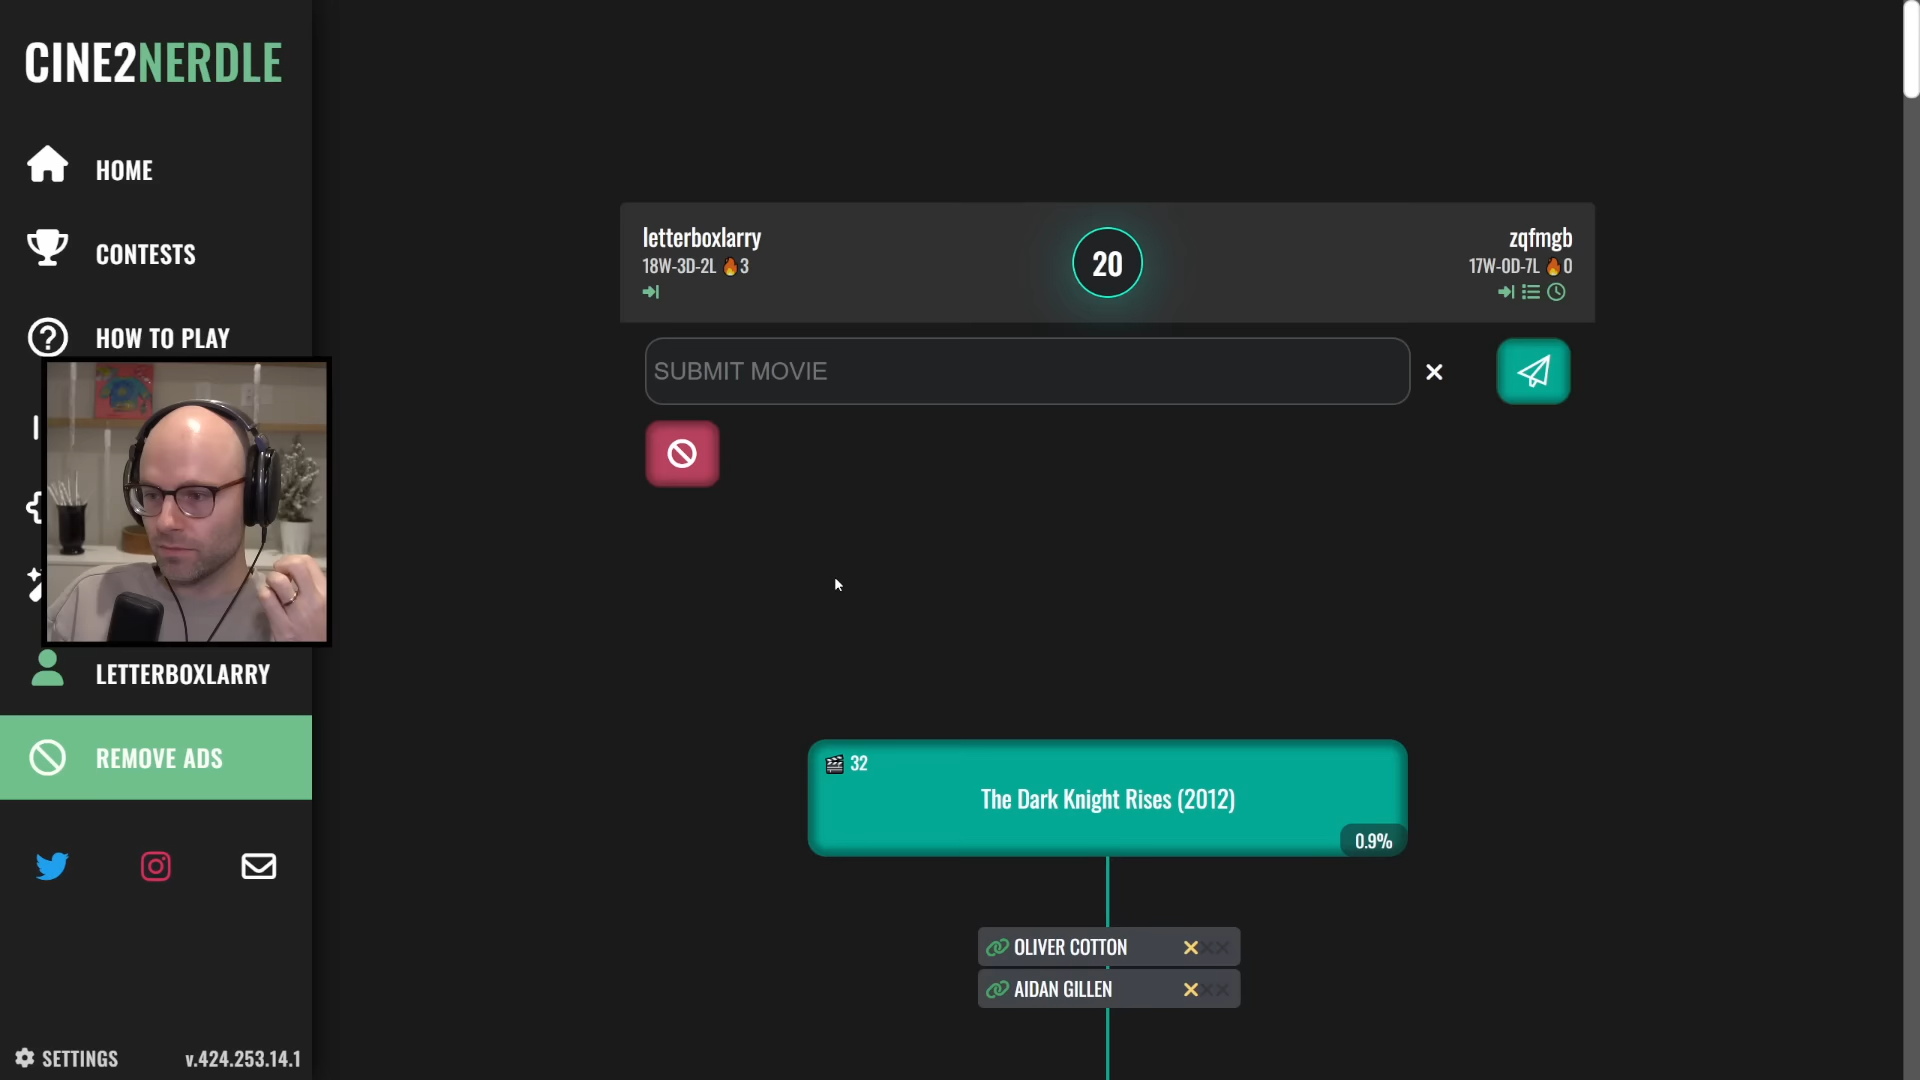 CINE2NERDLE
HOME
CONTESTS
HOW TO PLAY
LETTERBOXLARRY
REMOVE ADS
SETTINGS
v.424.253.14.1
letterboxlarry
18W-3D-2L 🔥3
20
zqfmgb
17W-0D-7L 🔥0
SUBMIT MOVIE
32
The Dark Knight Rises (2012)
0.9%
OLIVER COTTON
AIDAN GILLEN